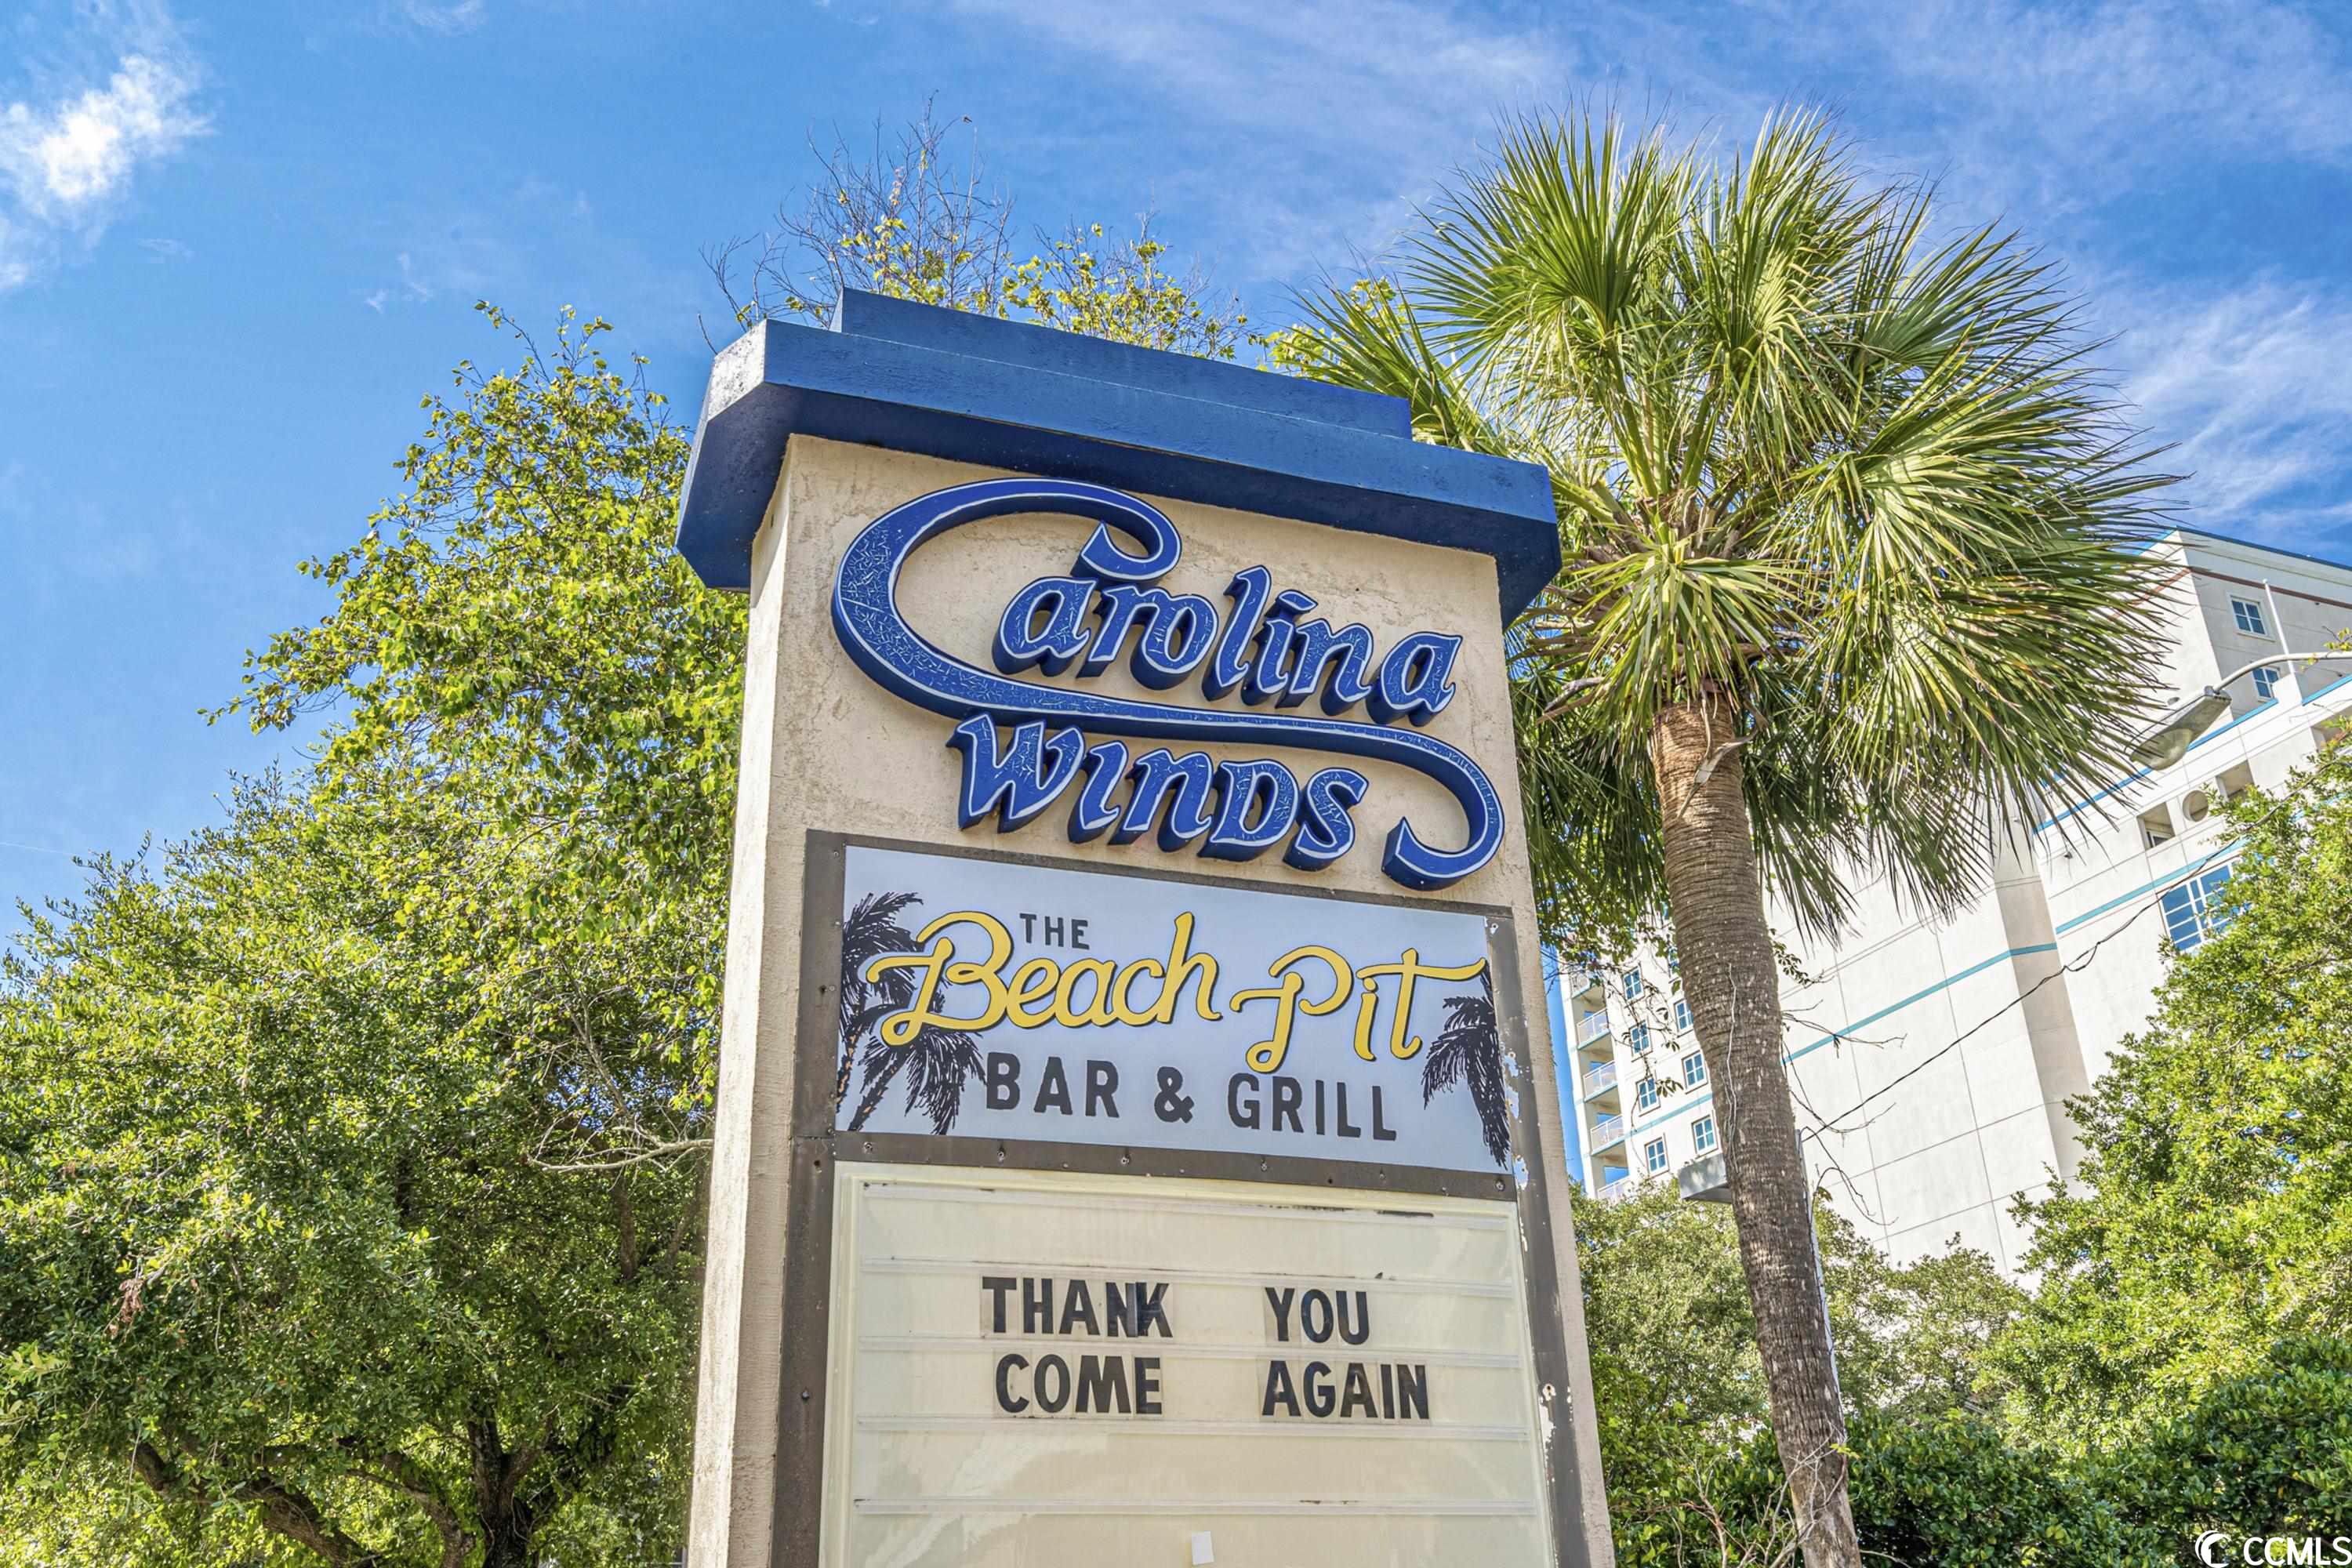 Carolina
Winds
THE
Beach Pit
BAR & GRILL
THANK YOU
COME AGAIN
CCMLS